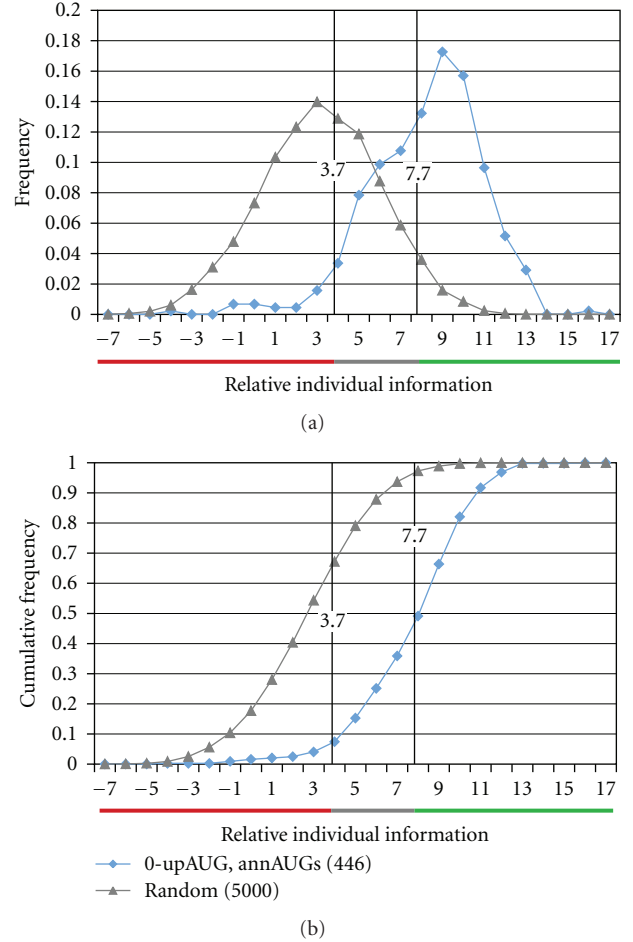 0.2
0.18
0.16
0.14
0.12
0.1
0.08
0.06
0.04
0.02
0
Frequency
3.7
7.7
−7 −5 −3 −1 1 3 5 7 9 11 13 15 17
Relative individual information
(a)
1
0.9
0.8
0.7
0.6
0.5
0.4
0.3
0.2
0.1
0
Cumulative frequency
7.7
3.7
−7 −5 −3 −1 1 3 5 7 9 11 13 15 17
Relative individual information
0-upAUG, annAUGs (446)
Random (5000)
(b)